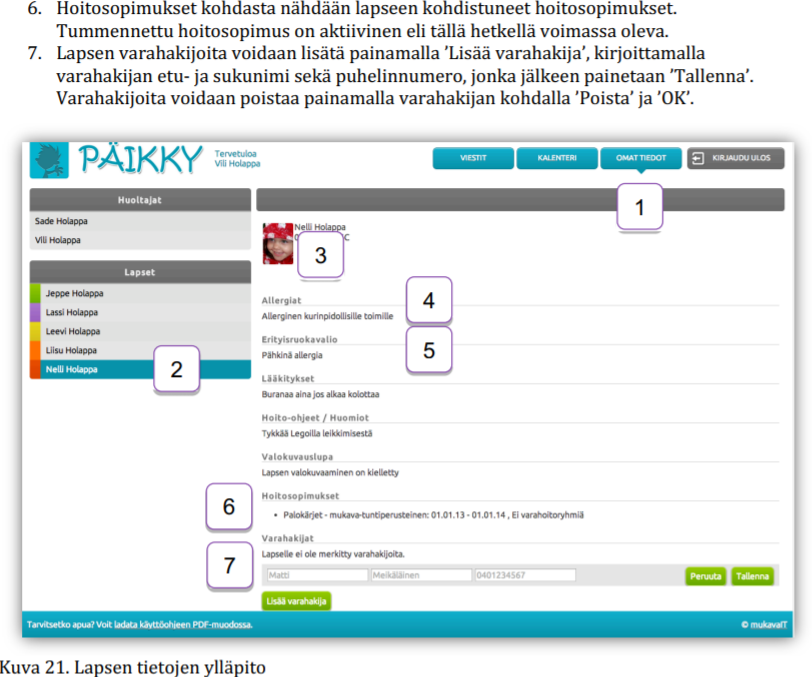 6. Hoitosopimukset kohdasta nähdään lapseen kohdistuneet hoitosopimukset.
Tummennettu hoitosopimus on aktiivinen eli tällä hetkellä voimassa oleva.
7. Lapsen varahakijoita voidaan lisätä painamalla ’Lisää varahakija’, kirjoittamalla
varahakijan etu- ja sukunimi sekä puhelinnumero, jonka jälkeen painetaan ’Tallenna’.
Varahakijoita voidaan poistaa painamalla varahakijan kohdalla ’Poista’ ja ’OK’.
PÄIKKY
Tervetuloa
Vili Holappa
VIESTIT
KALENTERI
OMAT TIEDOT
KIRJAUDU ULOS
1
Huoltajat
Sade Holappa
Vili Holappa
Lapset
Jeppe Holappa
Lassi Holappa
Leevi Holappa
Liisu Holappa
Nelli Holappa
2
Nelli Holappa
3
Allergiat
4
Allerginen kurinpidollisille toimille
Erityisruokavalio
5
Pähkinä allergia
Lääkitykset
Buranaa aina jos alkaa kolottaa
Hoito-ohjeet / Huomiot
Tykkää Legoilla leikkimisestä
Valokuvauslupa
Lapsen valokuvaaminen on kielletty
Hoitosopimukset
6
• Palokärjet - mukava-tuntiperusteinen: 01.01.13 - 01.01.14 , Ei varahoitoryhmiä
Varahakijat
7
Lapselle ei ole merkitty varahakijoita.
Matti Meikäläinen 0401234567 Peruuta Tallenna
Lisää varahakija
Tarvitsetko apua? Voit ladata käyttöohjeen PDF-muodossa. © mukavaIT
Kuva 21. Lapsen tietojen ylläpito